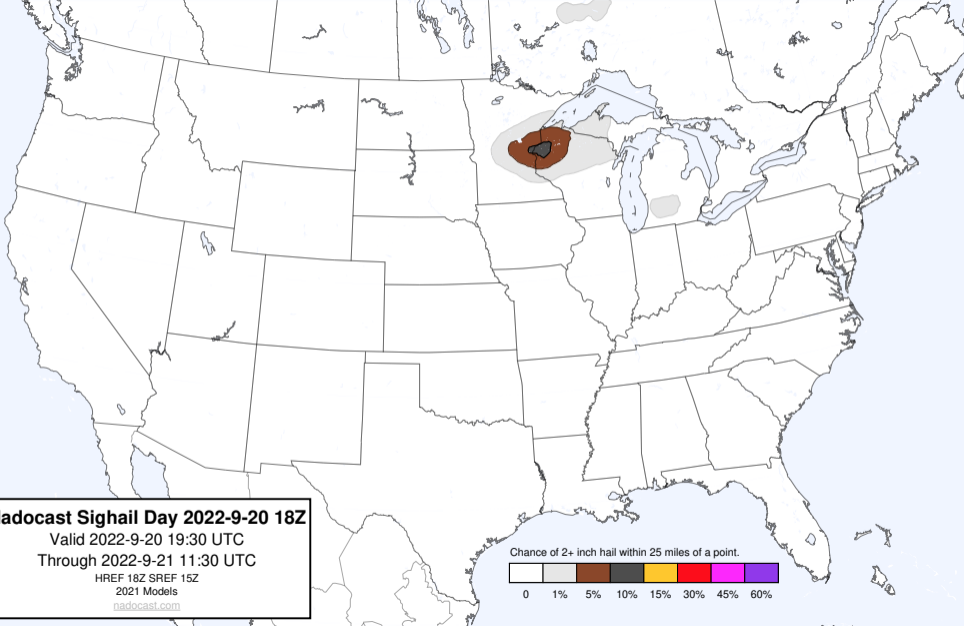 adocast Sighail Day 2022-9-20 18Z
Valid 2022-9-20 19:30 UTC
Through 2022-9-21 11:30 UTC
HREF 18Z SREF 15Z
2021 Models
nadocast.com
Chance of 2+ inch hail within 25 miles of a point.
0 1% 5% 10% 15% 30% 45% 60%